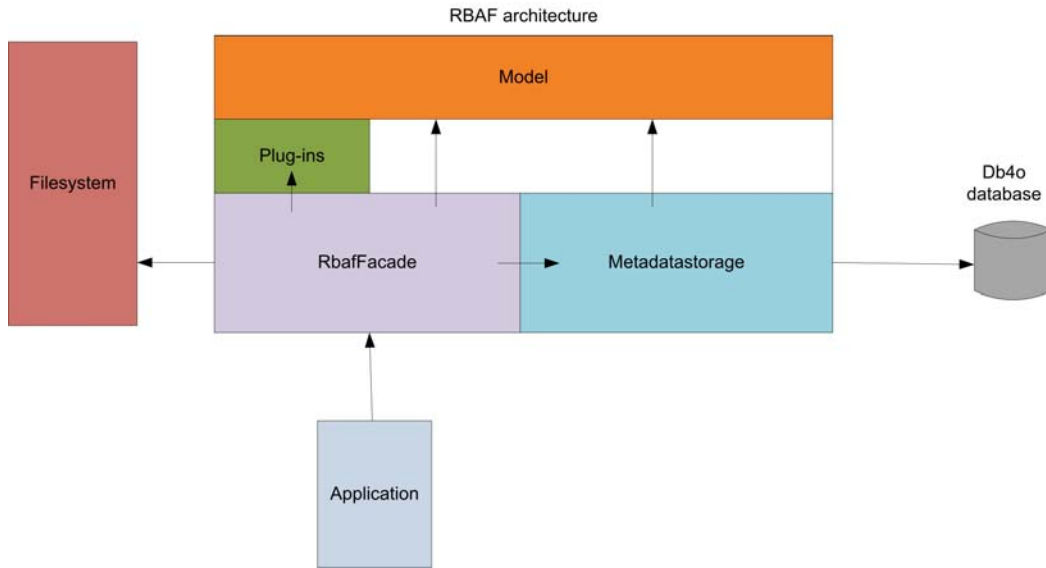 RBAF architecture
Model
Plug-ins
Filesystem
Db4o
database
RbafFacade
Metadatastorage
Application